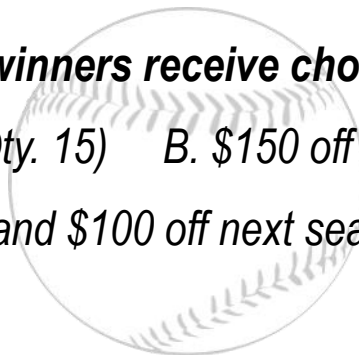 winners receive cho
ty. 15) B. $150 off
and $100 off next sea